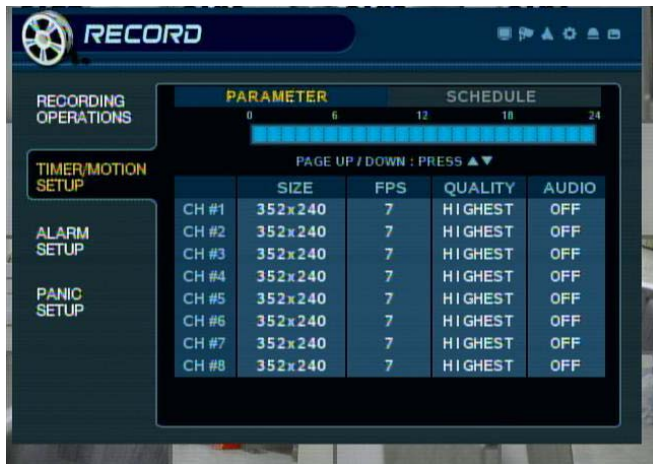 RECORD
RECORDING
OPERATIONS
TIMER/MOTION
SETUP
ALARM
SETUP
PANIC
SETUP
PARAMETER SCHEDULE
0 6 12 18 24
PAGE UP / DOWN : PRESS ▲▼
SIZE FPS QUALITY AUDIO
CH #1 352x240 7 HIGHEST OFF
CH #2 352x240 7 HIGHEST OFF
CH #3 352x240 7 HIGHEST OFF
CH #4 352x240 7 HIGHEST OFF
CH #5 352x240 7 HIGHEST OFF
CH #6 352x240 7 HIGHEST OFF
CH #7 352x240 7 HIGHEST OFF
CH #8 352x240 7 HIGHEST OFF